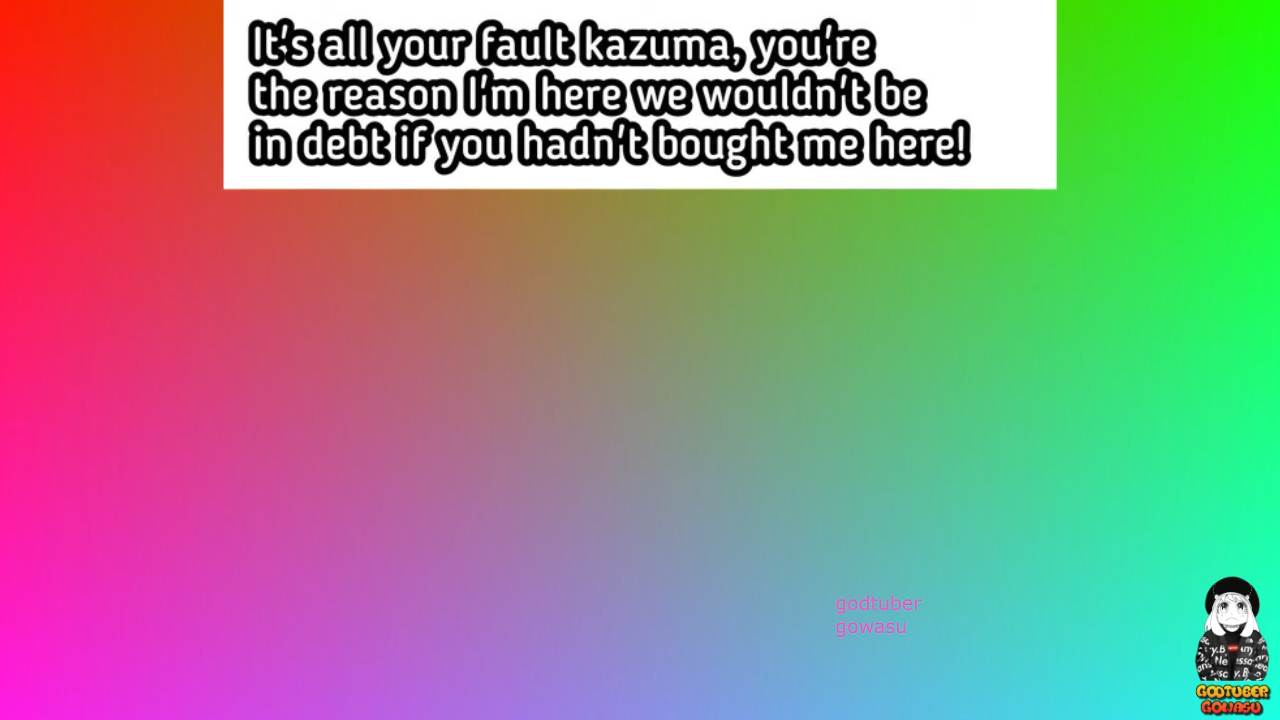 It's all your fault kazuma, you're
the reason I'm here we wouldn't be
in debt if you hadn't bought me here!
godtuber
gowasu
GODTUBER
GOWASU